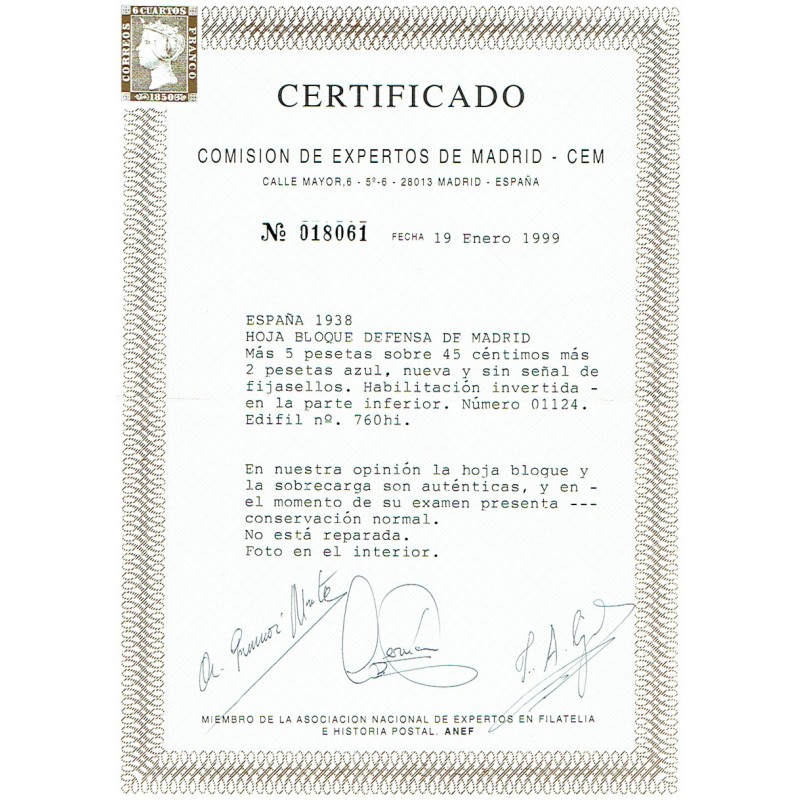 6 CUARTOS
CORREOS
FRANCO
1850
CERTIFICADO
COMISION DE EXPERTOS DE MADRID - CEM
CALLE MAYOR,6 - 5º-6 - 28013 MADRID - ESPAÑA
Nº 018061 FECHA 19 Enero 1999
ESPAÑA 1938
HOJA BLOQUE DEFENSA DE MADRID
Más 5 pesetas sobre 45 céntimos más
2 pesetas azul, nueva y sin señal de
fijasellos. Habilitación invertida -
en la parte inferior. Número 01124.
Edifil nº. 760hi.
En nuestra opinión la hoja bloque y
la sobrecarga son auténticas, y en -
el momento de su examen presenta ---
conservación normal.
No está reparada.
Foto en el interior.
MIEMBRO DE LA ASOCIACION NACIONAL DE EXPERTOS EN FILATELIA
E HISTORIA POSTAL. ANEF